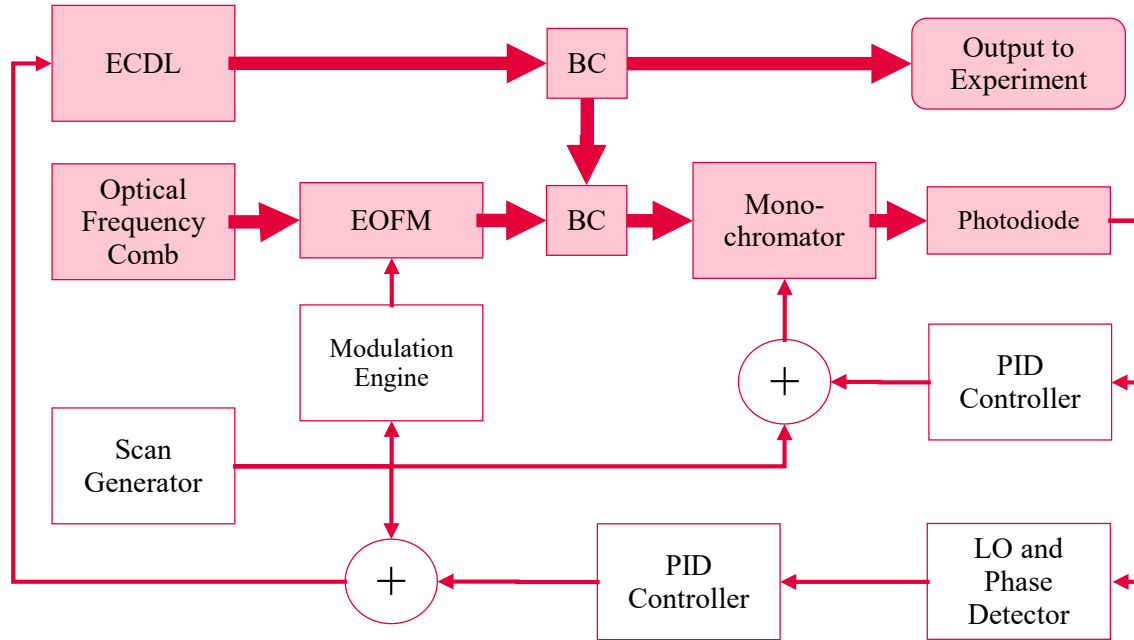 ECDL
BC
Output to
Experiment
Optical
Frequency
Comb
EOFM
BC
Mono-
chromator
Photodiode
Modulation
Engine
+
PID
Controller
Scan
Generator
+
PID
Controller
LO and
Phase
Detector